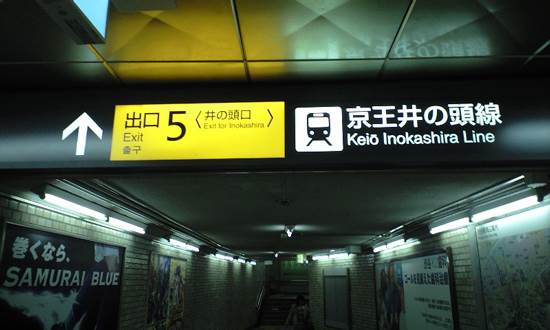 出口 5
Exit
출구
〈井の頭口〉
Exit for Inokashira
京王井の頭線
Keiō Inokashira Line
巻くなら、
SAMURAI BLUE